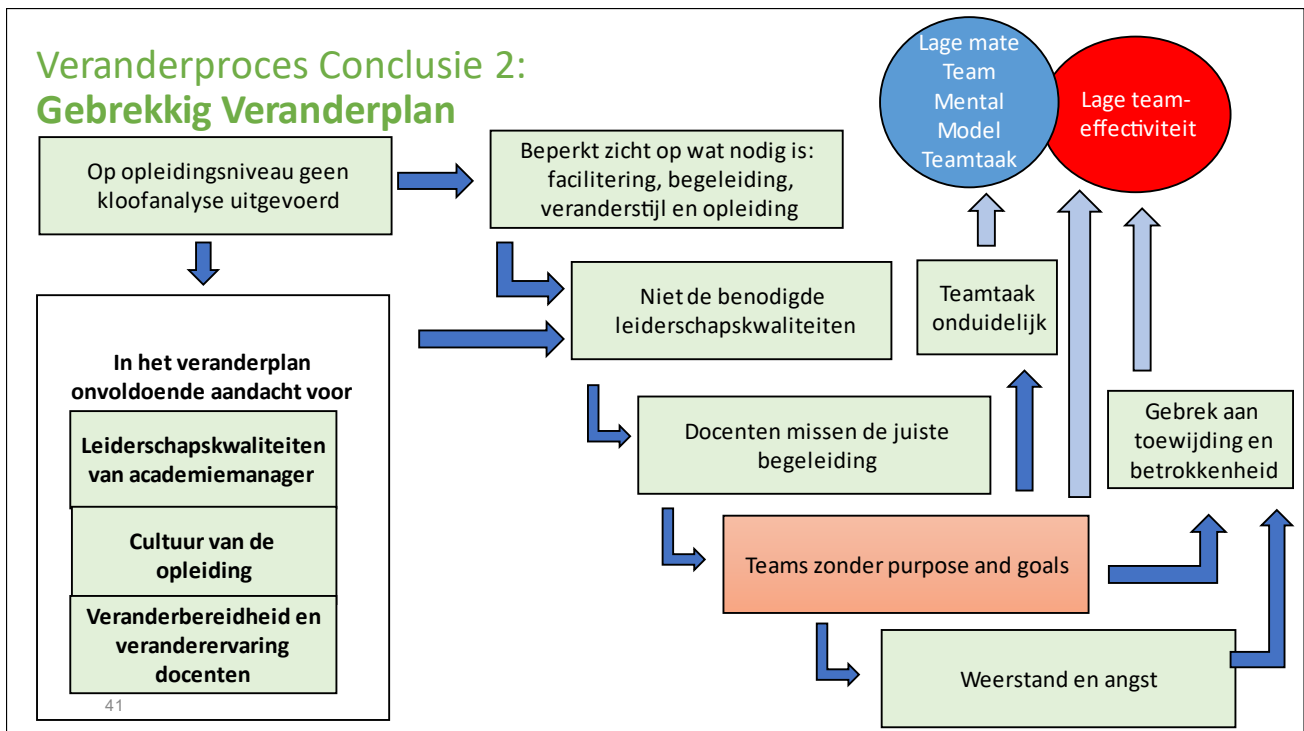 Veranderproces Conclusie 2:
Gebrekkig Veranderplan
Op opleidingsniveau geen
kloofanalyse uitgevoerd
Beperkt zicht op wat nodig is:
facilitering, begeleiding,
veranderstijl en opleiding
Lage mate
Team
Mental
Model
Teamtaak
Lage team-
effectiviteit
Niet de benodigde
leiderschapskwaliteiten
Teamtaak
onduidelijk
In het veranderplan
onvoldoende aandacht voor
Leiderschapskwaliteiten
van academiemanager
Cultuur van de
opleiding
Veranderbereidheid en
veranderervaring
docenten
Docenten missen de juiste
begeleiding
Gebrek aan
toewijding en
betrokkenheid
Teams zonder purpose and goals
Weerstand en angst
41